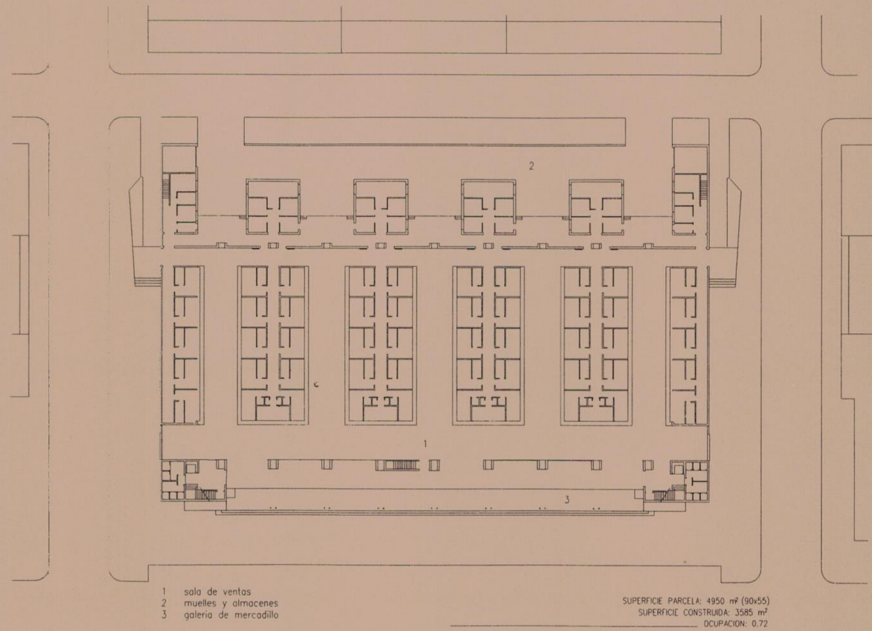 2
1
3
1 sala de ventas
2 muelles y almacenes
3 galeria de mercadillo
SUPERFICIE PARCELA: 4950 m² (90x55)
SUPERFICIE CONSTRUIDA: 3585 m²
OCUPACION: 0.72